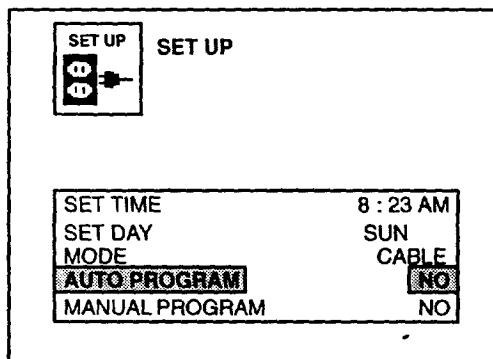 SET UP
SET UP
SET TIME 8 : 23 AM
SET DAY SUN
MODE CABLE
AUTO PROGRAM NO
MANUAL PROGRAM NO